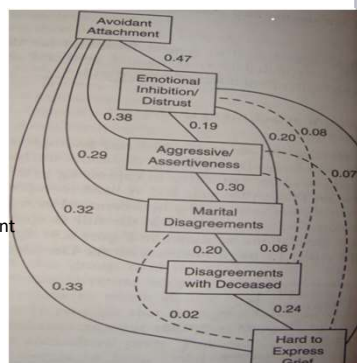 Avoidant
Attachment
0.47
Emotional
Inhibition/
Distrust
0.38
0.19
0.20
0.08
Aggressive/
Assertiveness
0.29
0.30
0.07
Marital
Disagreements
0.32
nt
0.20
0.06
Disagreements
with Deceased
0.33
0.02
0.24
Hard to
Express
Grief